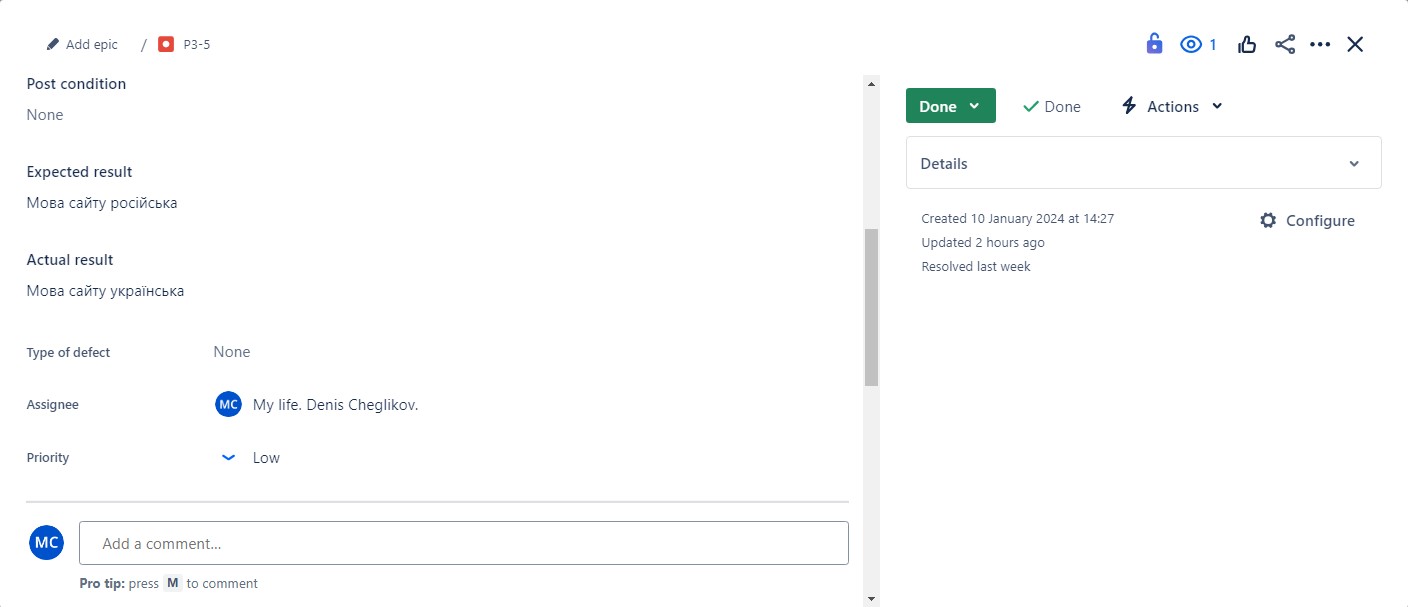 Add epic / P3-5
1
Post condition
None
Expected result
Мова сайту російська
Actual result
Мова сайту українська
Type of defect None
Assignee MC My life. Denis Cheglikov.
Priority Low
MC Add a comment...
Pro tip: press M to comment
Done Done Actions
Details
Created 10 January 2024 at 14:27
Configure
Updated 2 hours ago
Resolved last week